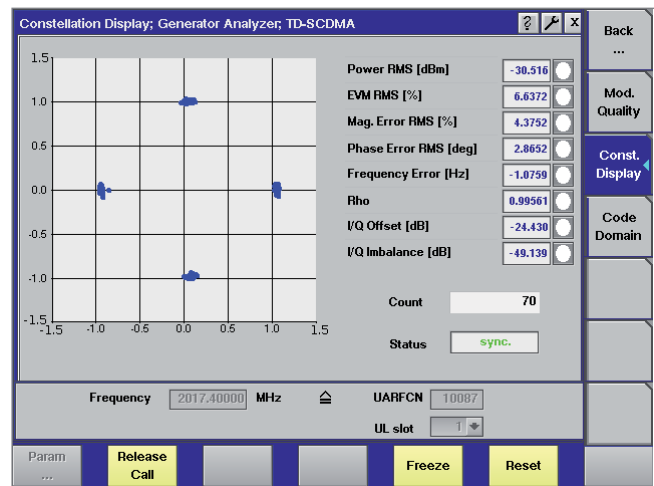 Constellation Display; Generator Analyzer; TD-SCDMA ? x
Back
...
Mod.
Quality
Const.
Display
Code
Domain
1.5
1.0
0.5
0.0
-0.5
-1.0
-1.5
-1.5 -1.0 -0.5 0.0 0.5 1.0 1.5
Power RMS [dBm] -30.516
EVM RMS [%] 6.6372
Mag. Error RMS [%] 4.3752
Phase Error RMS [deg] 2.8652
Frequency Error [Hz] -1.0759
Rho 0.99561
I/Q Offset [dB] -24.430
I/Q Imbalance [dB] -49.139
Count 70
Status sync.
Frequency 2017.40000 MHz ≙ UARFCN 10087
UL slot 1
Param
...
Release
Call
Freeze
Reset